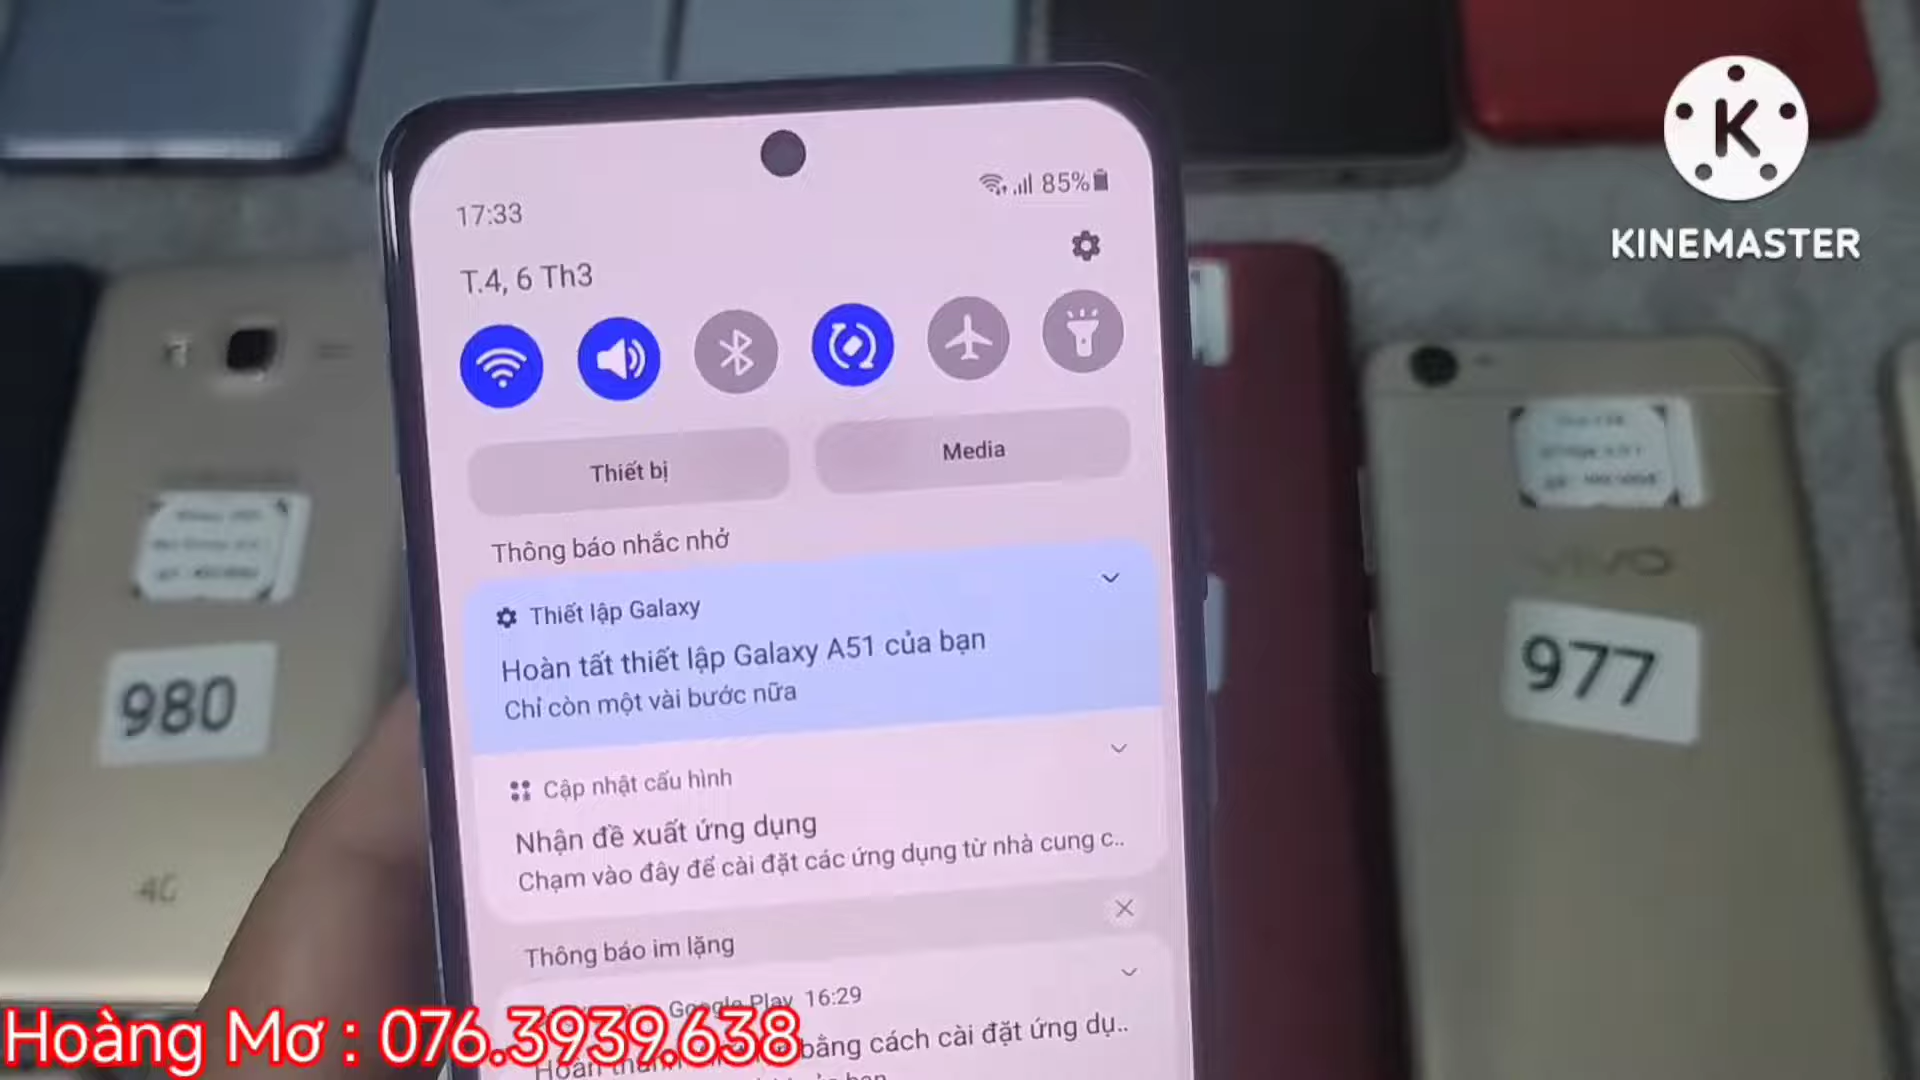 KINEMASTER
17:33
85%
T.4, 6 Th3
Thiết bị
Media
Thông báo nhắc nhở
Thiết lập Galaxy
Hoàn tất thiết lập Galaxy A51 của bạn
Chỉ còn một vài bước nữa
Cập nhật cấu hình
Nhận đề xuất ứng dụng
Chạm vào đây để cài đặt các ứng dụng từ nhà cung c..
Thông báo im lặng
Google Play 16:29
bằng cách cài đặt ứng dụ..
Hoàng Mơ : 076.3939.638
980
4G
vivo
977